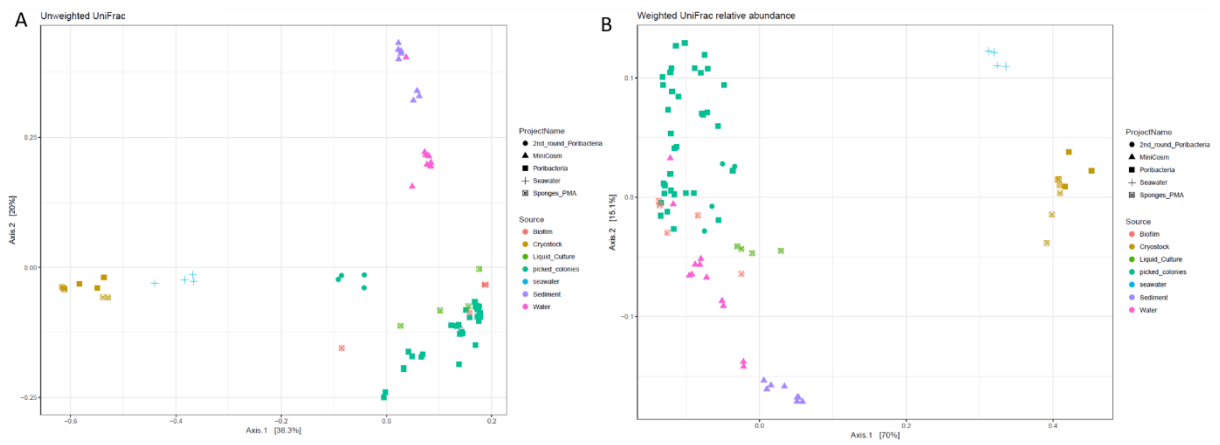 A
Unweighted UniFrac
0.25
0.00
-0.25
Axis.2 [20%]
-0.6
-0.4
-0.2
0.0
0.2
Axis.1 [38.3%]
ProjectName
2nd_round_Poribacteria
MiniCosm
Poribacteria
Seawater
Sponges_PMA
Source
Biofilm
Cryostock
Liquid_Culture
picked_colonies
seawater
Sediment
Water
B
Weighted UniFrac relative abundance
0.1
0.0
-0.1
Axis.2 [15.1%]
0.0
0.2
0.4
Axis.1 [70%]
ProjectName
2nd_round_Poribacteria
MiniCosm
Poribacteria
Seawater
Sponges_PMA
Source
Biofilm
Cryostock
Liquid_Culture
picked_colonies
seawater
Sediment
Water